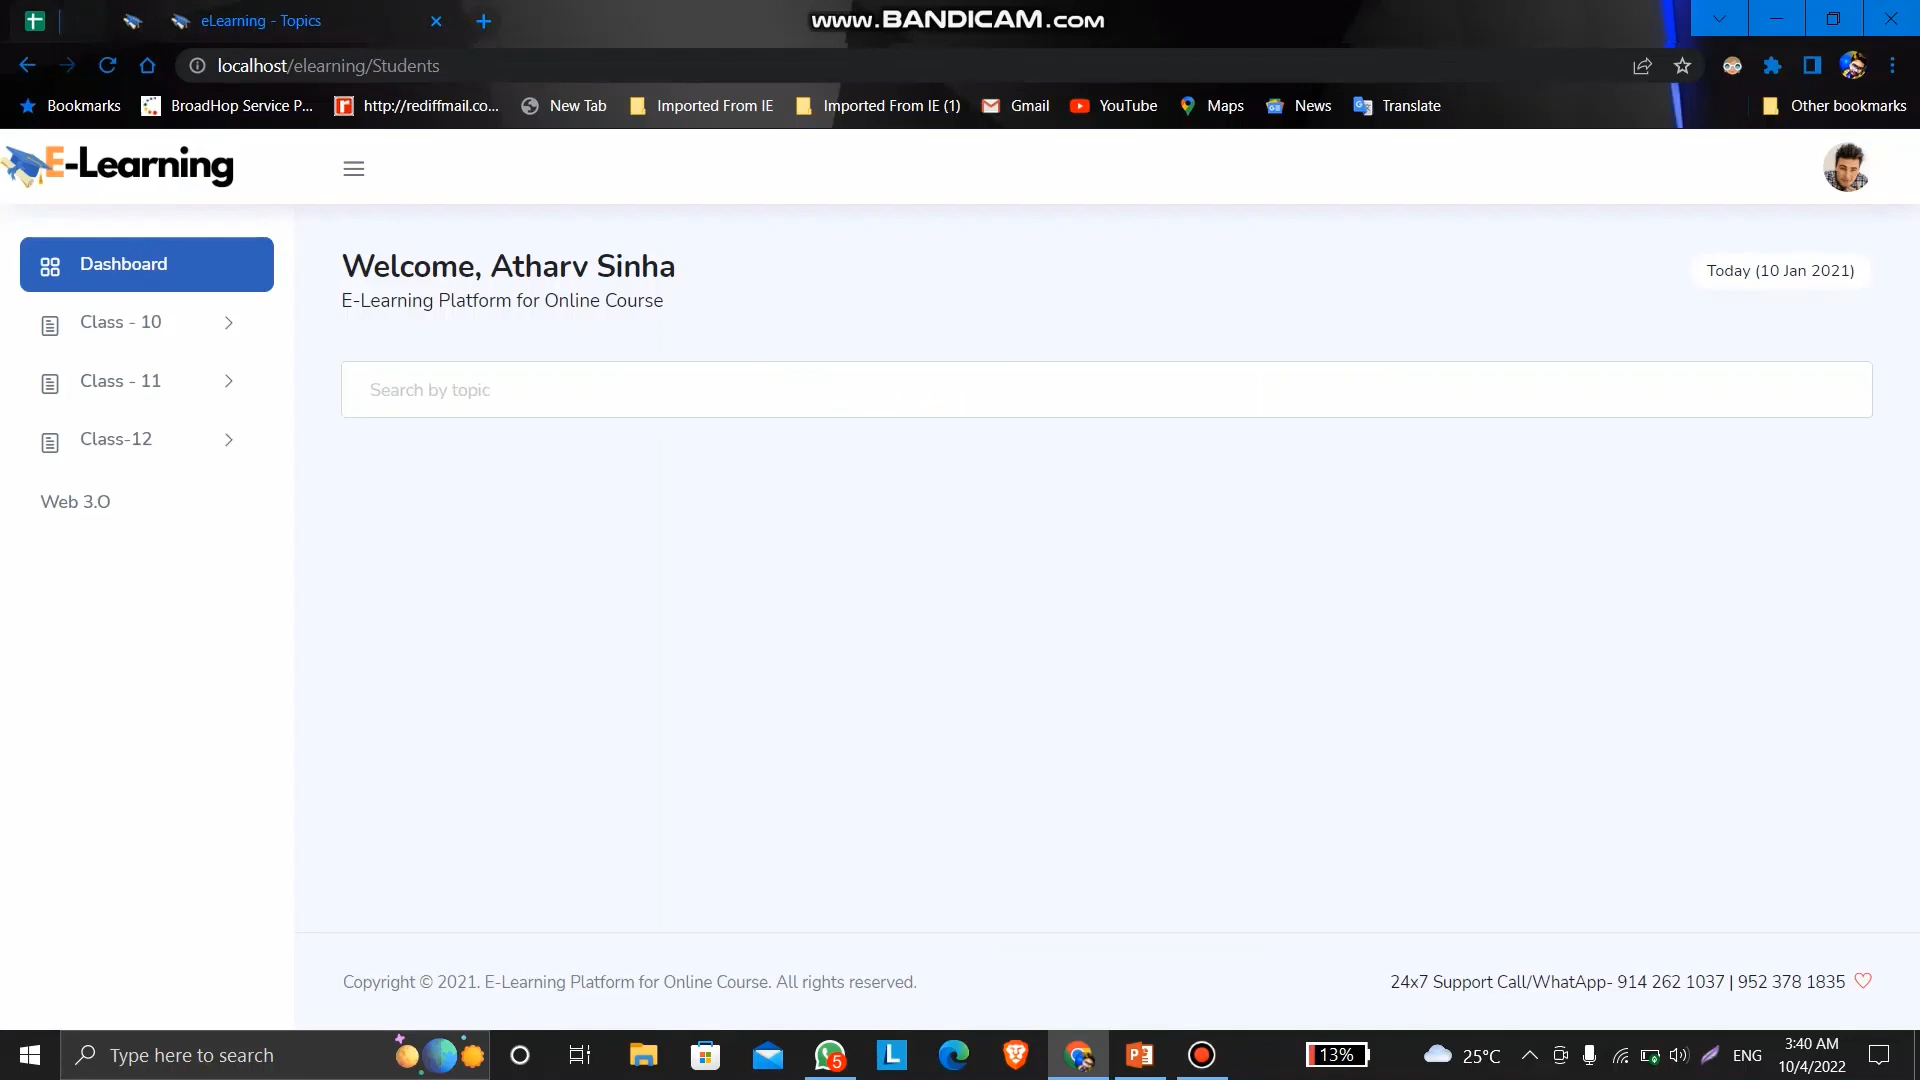 eLearning - Topics
WWW.BANDICAM.COM
localhost/elearning/Students
Bookmarks
BroadHop Service P...
http://rediffmail.co...
New Tab
Imported From IE
Imported From IE (1)
Gmail
YouTube
Maps
News
Translate
Other bookmarks
E-Learning
Dashboard
Class - 10
Class - 11
Class-12
Web 3.O
Welcome, Atharv Sinha
E-Learning Platform for Online Course
Today (10 Jan 2021)
Search by topic
Copyright © 2021. E-Learning Platform for Online Course. All rights reserved.
24x7 Support Call/WhatApp- 914 262 1037 | 952 378 1835
Type here to search
5
L
13%
25°C
ENG
3:40 AM
10/4/2022